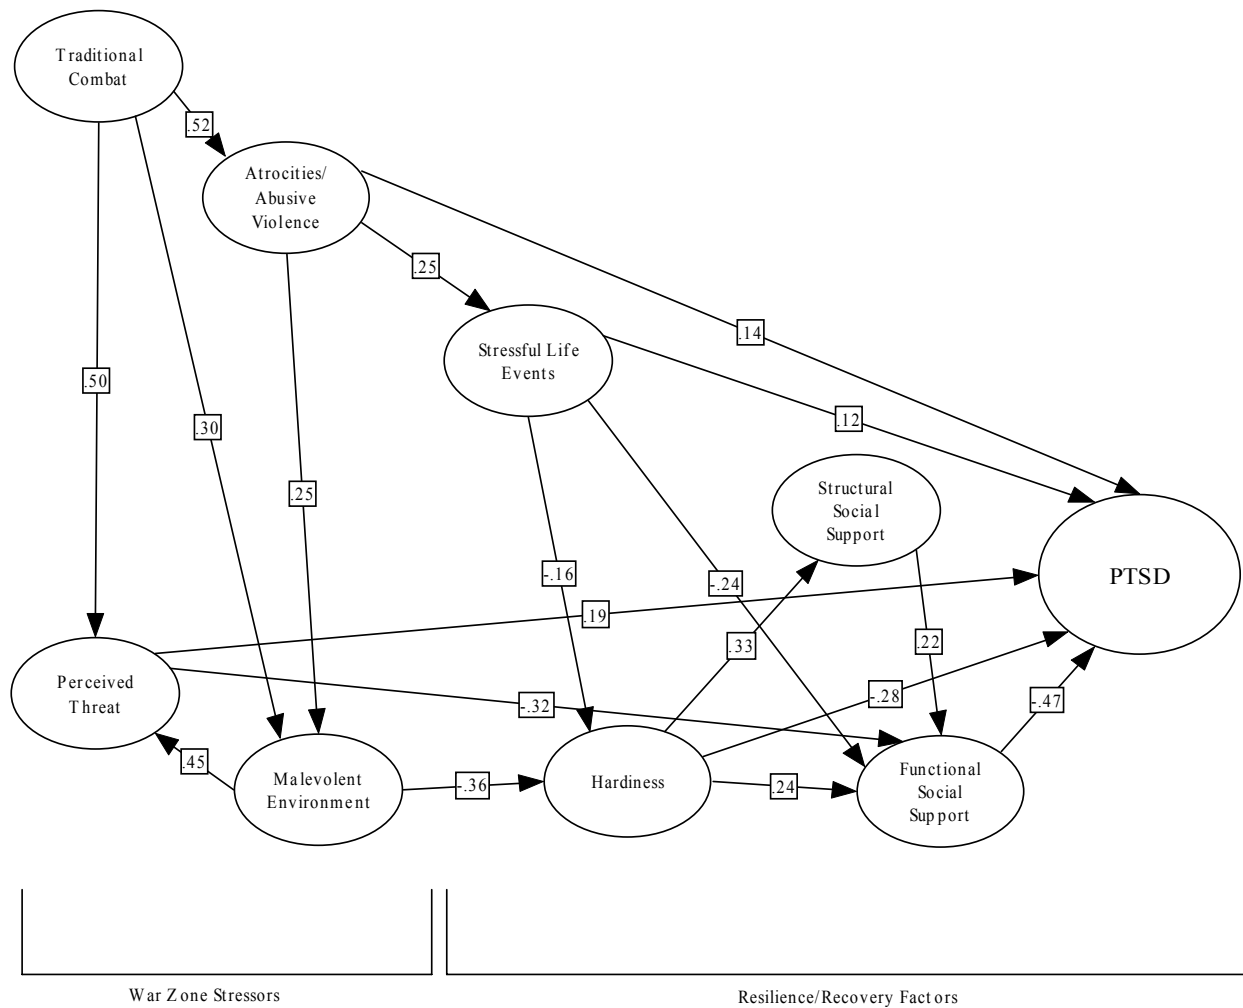 Traditional
Combat
.52
Atrocities/
Abusive
Violence
.25
.14
Stressful Life
Events
.50
.12
.30
.25
Structural
Social
Support
-.16
-.24
PTSD
.19
.33
.22
Perceived
Threat
-.32
-.28
-.47
.45
Malevolent
Environment
-.36
Hardiness
.24
Functional
Social
Support
War Zone Stressors
Resilience/Recovery Factors